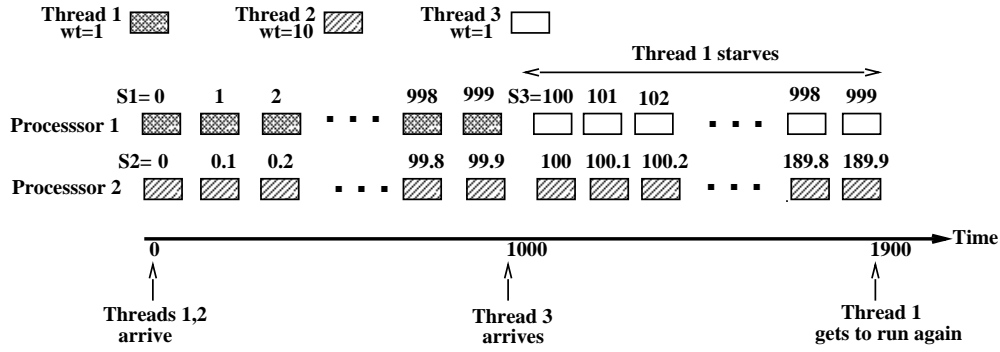 Thread 1
wt=1
Thread 2
wt=10
Thread 3
wt=1
Thread 1 starves
S1= 0 1 2 998 999 S3=100 101 102 998 999
Processsor 1
S2= 0 0.1 0.2 99.8 99.9 100 100.1 100.2 189.8 189.9
Processsor 2
Time
0 1000 1900
Threads 1,2
arrive
Thread 3
arrives
Thread 1
gets to run again